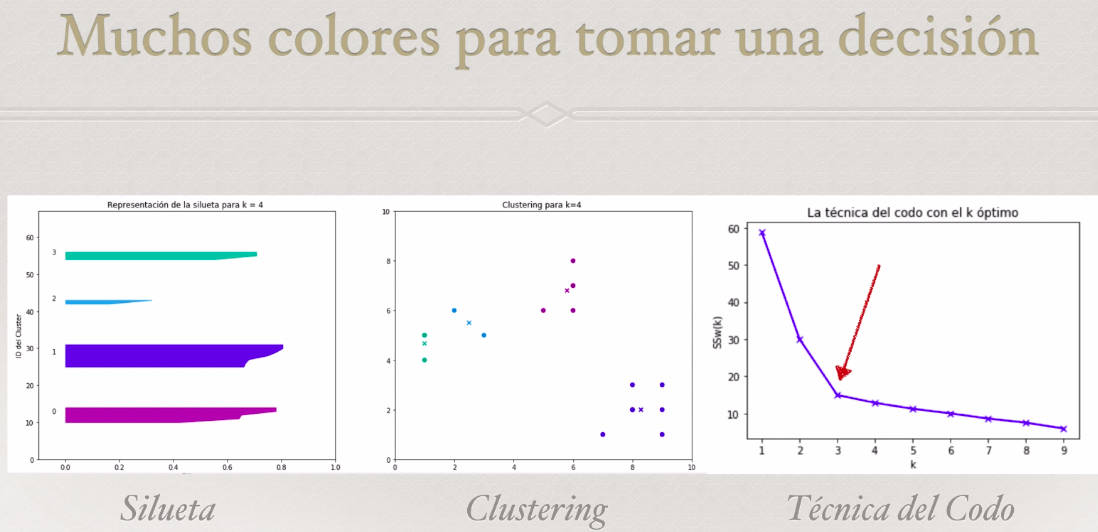 Muchos colores para tomar una decisión
Representación de la silueta para k = 4
ID del Cluster
60
50
40
30
20
10
0
3
2
1
0
0.0 0.2 0.4 0.6 0.8 1.0
Clustering para k=4
10
8
6
4
2
0
0 2 4 6 8 10
La técnica del codo con el k óptimo
SSw(k)
60
50
40
30
20
10
1 2 3 4 5 6 7 8 9
k
Silueta
Clustering
Técnica del Codo